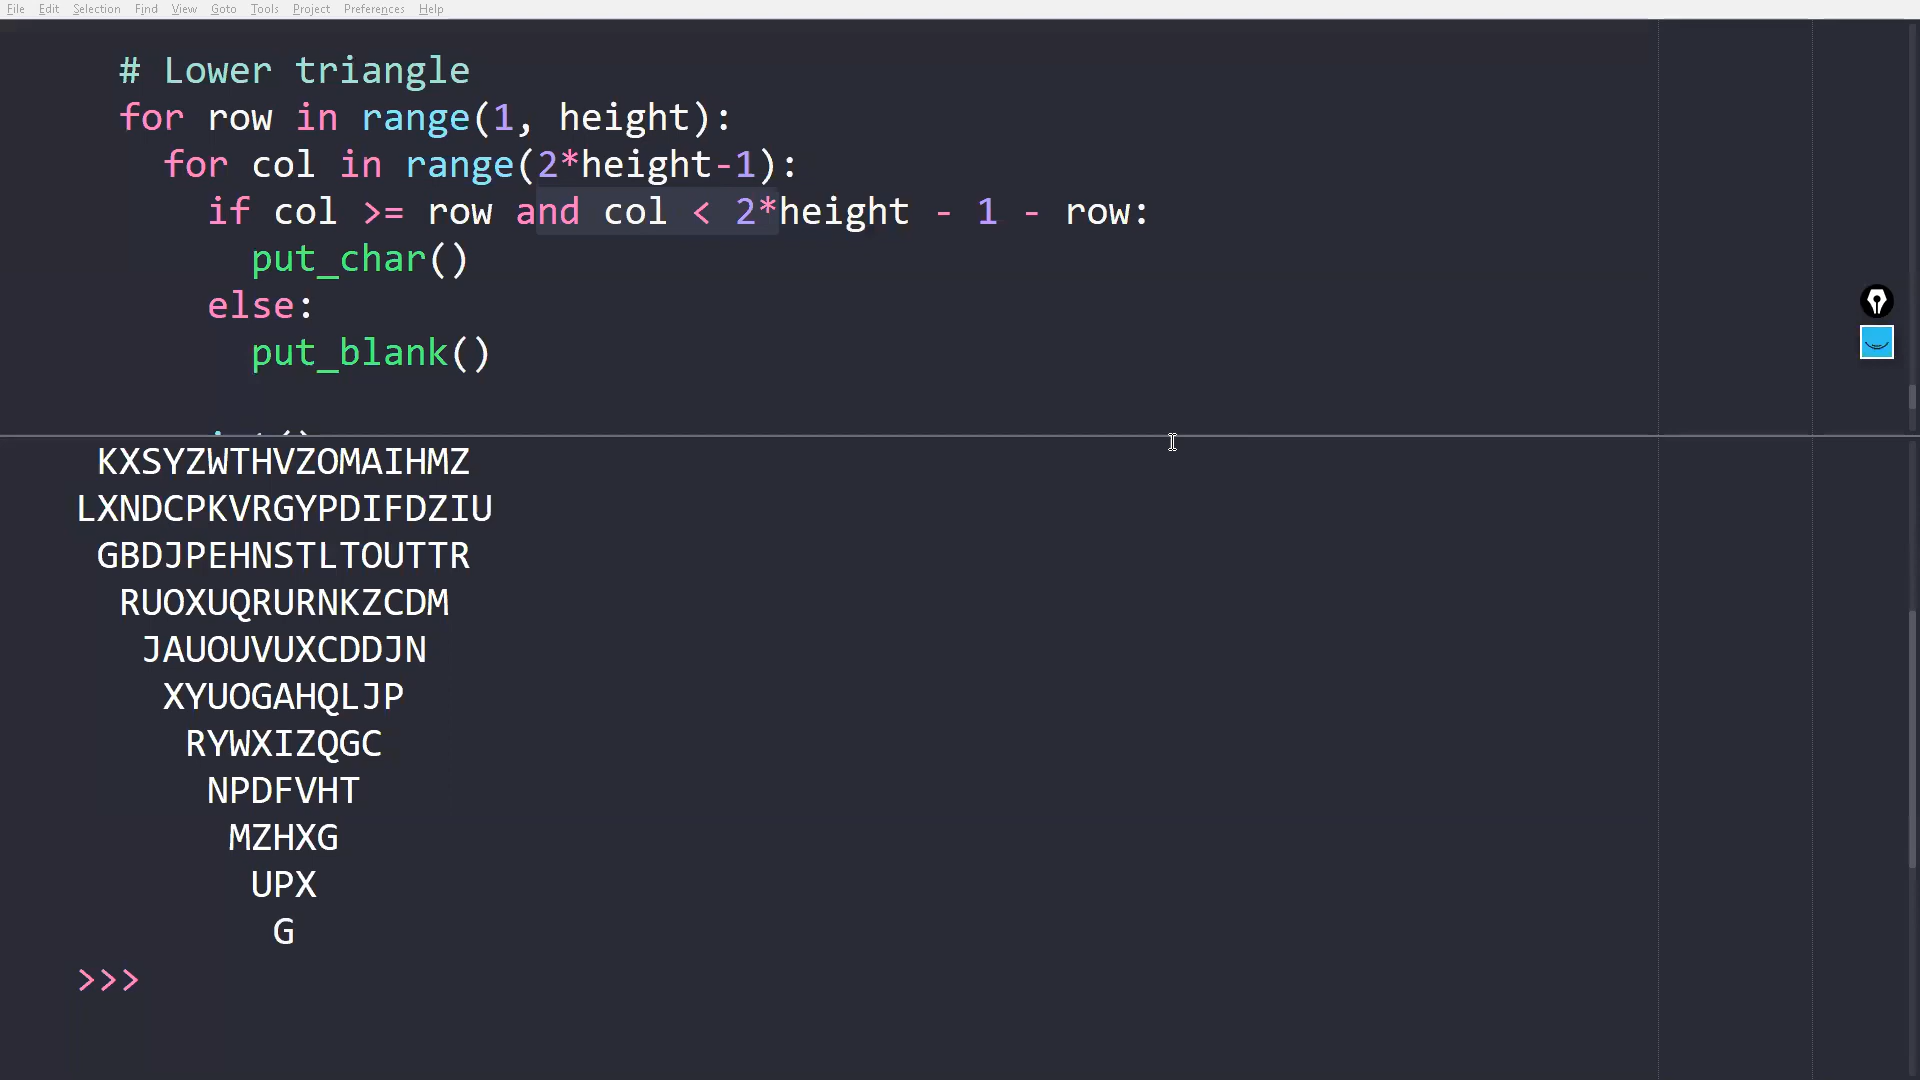 File Edit Selection Find View Goto Tools Project Preferences Help
# Lower triangle
for row in range(1, height):
for col in range(2*height-1):
if col >= row and col < 2*height - 1 - row:
put_char()
else:
put_blank()
KXSYZWTHVZOMAIHMZ
LXNDCPKVRGYPDIFDZIU
GBDJPEHNSTLTOUTTR
RUOXUQRURNKZCDM
JAUOUVUXCDDJN
XYUOGAHQLJP
RYWXIZQGC
NPDFVHT
MZHXG
UPX
G
>>>